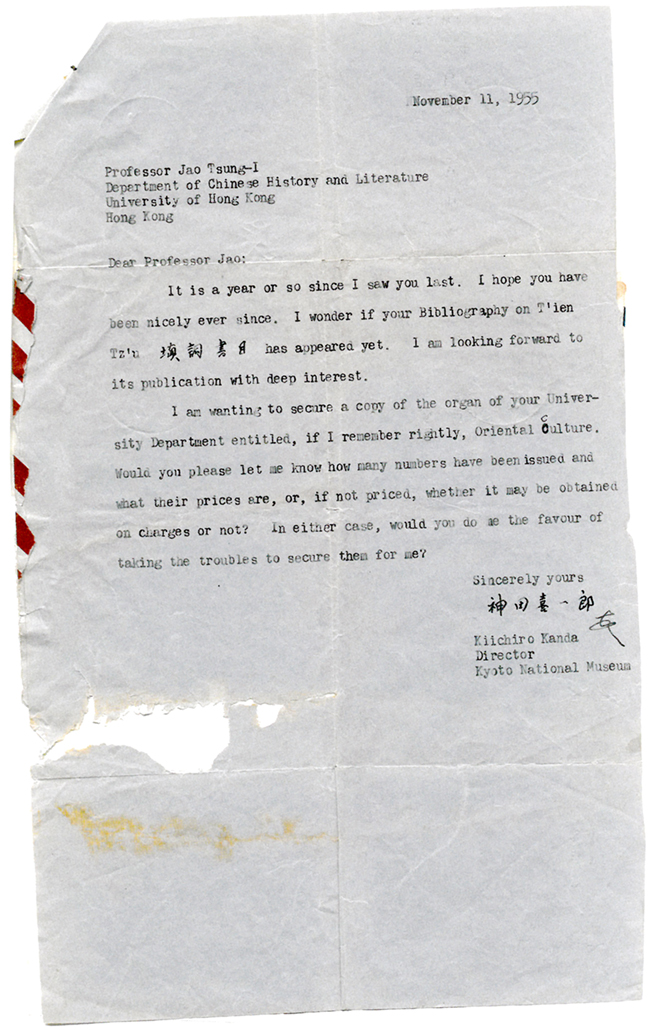 November 11, 1955
Professor Jao Tsung-I
Department of Chinese History and Literature
University of Hong Kong
Hong Kong
Dear Professor Jao:
It is a year or so since I saw you last. I hope you have
been nicely ever since. I wonder if your Bibliography on T'ien
Tz'u 填詞書目 has appeared yet. I am looking forward to
its publication with deep interest.
I am wanting to secure a copy of the organ of your Univer-
sity Department entitled, if I remember rightly, Oriental Culture.
Would you please let me know how many numbers have been issued and
what their prices are, or, if not priced, whether it may be obtained
on charges or not? In either case, would you do me the favour of
taking the troubles to secure them for me?
Sincerely yours
神田喜一郎
Kiichiro Kanda
Director
Kyoto National Museum